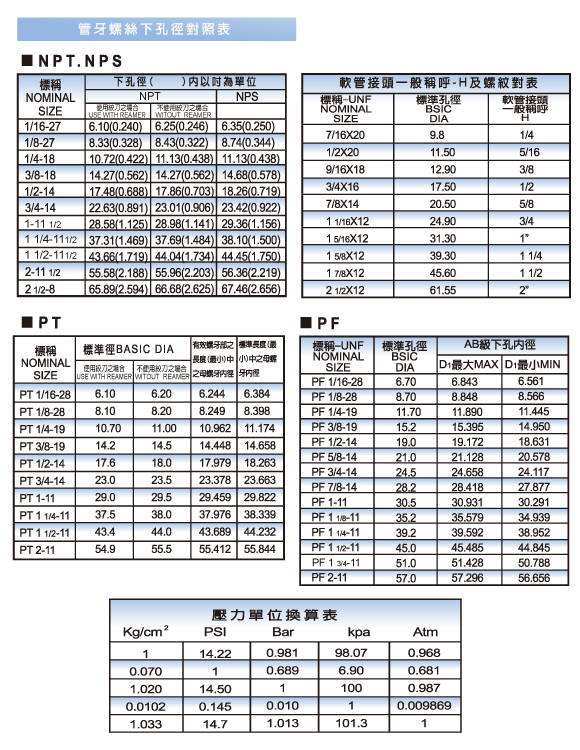 管牙螺絲下孔徑對照表
■NPT.NPS
標稱 NOMINAL SIZE 下孔徑( )內以吋為單位
NPT NPS
使用絞刀之場合 USE WITH REAMER 不使用絞刀之場合 WITOUT REAMER
1/16-27 6.10(0.240) 6.25(0.246) 6.35(0.250)
1/8-27 8.33(0.328) 8.43(0.322) 8.74(0.344)
1/4-18 10.72(0.422) 11.13(0.438) 11.13(0.438)
3/8-18 14.27(0.562) 14.27(0.562) 14.68(0.578)
1/2-14 17.48(0.688) 17.86(0.703) 18.26(0.719)
3/4-14 22.63(0.891) 23.01(0.906) 23.42(0.922)
1-11 1/2 28.58(1.125) 28.98(1.141) 29.36(1.156)
1 1/4-11 1/2 37.31(1.469) 37.69(1.484) 38.10(1.500)
1 1/2-11 1/2 43.66(1.719) 44.04(1.734) 44.45(1.750)
2-11 1/2 55.58(2.188) 55.96(2.203) 56.36(2.219)
2 1/2-8 65.89(2.594) 66.68(2.625) 67.46(2.656)
軟管接頭一般稱呼-H及螺紋對表
標稱-UNF NOMINAL SIZE 標準孔徑 BSIC DIA 軟管接頭 一般稱呼 H
7/16X20 9.8 1/4
1/2X20 11.50 5/16
9/16X18 12.90 3/8
3/4X16 17.50 1/2
7/8X14 20.50 5/8
1 1/16X12 24.90 3/4
1 5/16X12 31.30 1"
1 5/8X12 39.30 1 1/4
1 7/8X12 45.60 1 1/2
2 1/2X12 61.55 2"
■PT
標稱 NOMINAL SIZE 標準徑BASIC DIA 有效螺牙部之長度(最小)中之母螺牙內徑 標準長度(最小)中之母螺牙內徑
使用絞刀之場合 USE WITH REAMER 不使用絞刀之場合 WITOUT REAMER
PT 1/16-28 6.10 6.20 6.244 6.384
PT 1/8-28 8.10 8.20 8.249 8.398
PT 1/4-19 10.70 11.00 10.962 11.174
PT 3/8-19 14.2 14.5 14.448 14.658
PT 1/2-14 17.6 18.0 17.979 18.263
PT 3/4-14 23.0 23.5 23.378 23.663
PT 1-11 29.0 29.5 29.459 29.822
PT 1 1/4-11 37.5 38.0 37.976 38.339
PT 1 1/2-11 43.4 44.0 43.689 44.232
PT 2-11 54.9 55.5 55.412 55.844
■PF
標稱-UNF NOMINAL SIZE 標準孔徑 BSIC DIA AB級下孔內徑
D1最大MAX D1最小MIN
PF 1/16-28 6.70 6.843 6.561
PF 1/8-28 8.70 8.848 8.566
PF 1/4-19 11.70 11.890 11.445
PF 3/8-19 15.2 15.395 14.950
PF 1/2-14 19.0 19.172 18.631
PF 5/8-14 21.0 21.128 20.578
PF 3/4-14 24.5 24.658 24.117
PF 7/8-14 28.2 28.418 27.877
PF 1-11 30.5 30.931 30.291
PF 1 1/8-11 35.2 35.579 34.939
PF 1 1/4-11 39.2 39.592 38.952
PF 1 1/2-11 45.0 45.485 44.845
PF 1 3/4-11 51.0 51.428 50.788
PF 2-11 57.0 57.296 56.656
壓力單位換算表
Kg/cm² PSI Bar kpa Atm
1 14.22 0.981 98.07 0.968
0.070 1 0.689 6.90 0.681
1.020 14.50 1 100 0.987
0.0102 0.145 0.010 1 0.009869
1.033 14.7 1.013 101.3 1